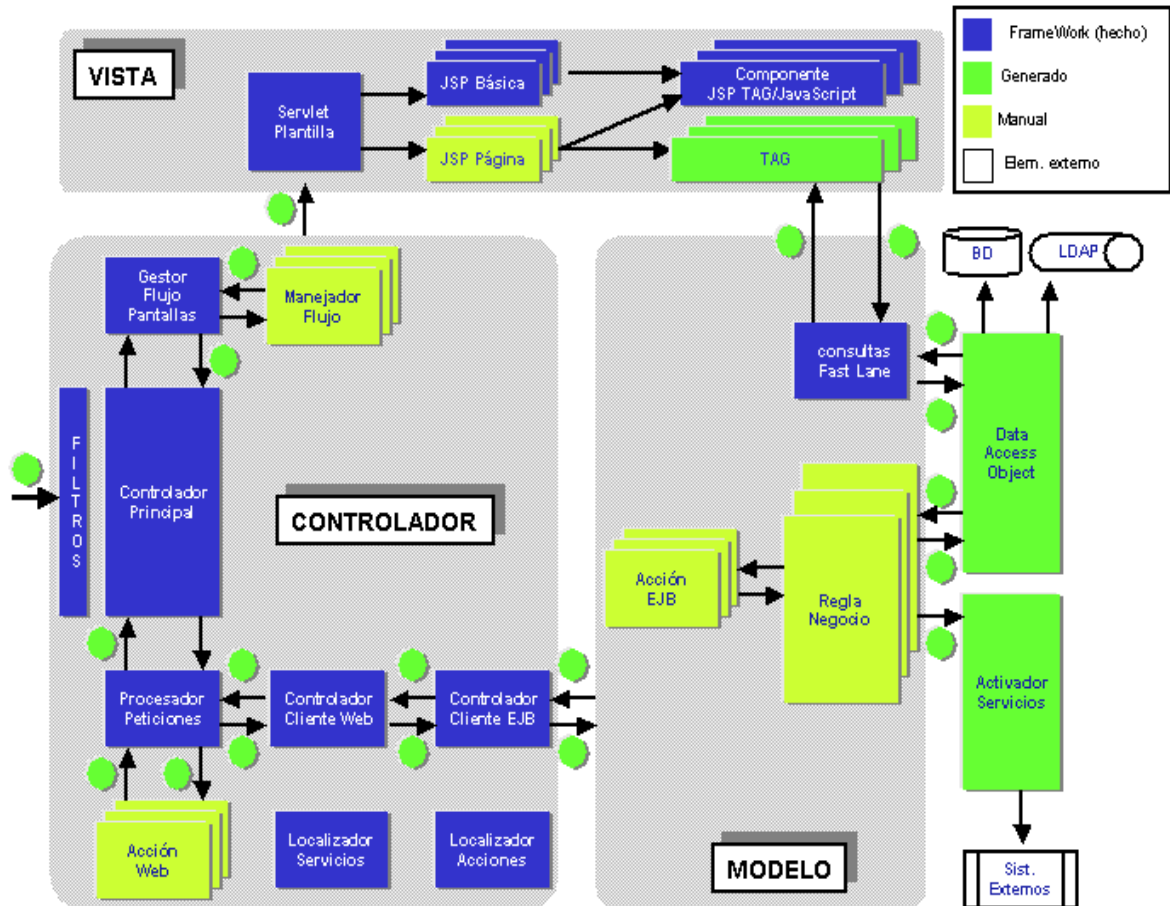 VISTA
Servlet
Plantilla
JSP Básica
JSP Página
Componente
JSP TAG/JavaScript
TAG
FrameWork (hecho)
Generado
Manual
Elem. externo
Gestor
Flujo
Pantallas
Manejador
Flujo
FILTROS
Controlador
Principal
CONTROLADOR
Procesador
Peticiones
Controlador
Cliente Web
Controlador
Cliente EJB
Acción
Web
Localizador
Servicios
Localizador
Acciones
consultas
Fast Lane
Acción
EJB
Regla
Negocio
MODELO
BD
LDAP
Data
Access
Object
Activador
Servicios
Sist.
Externos